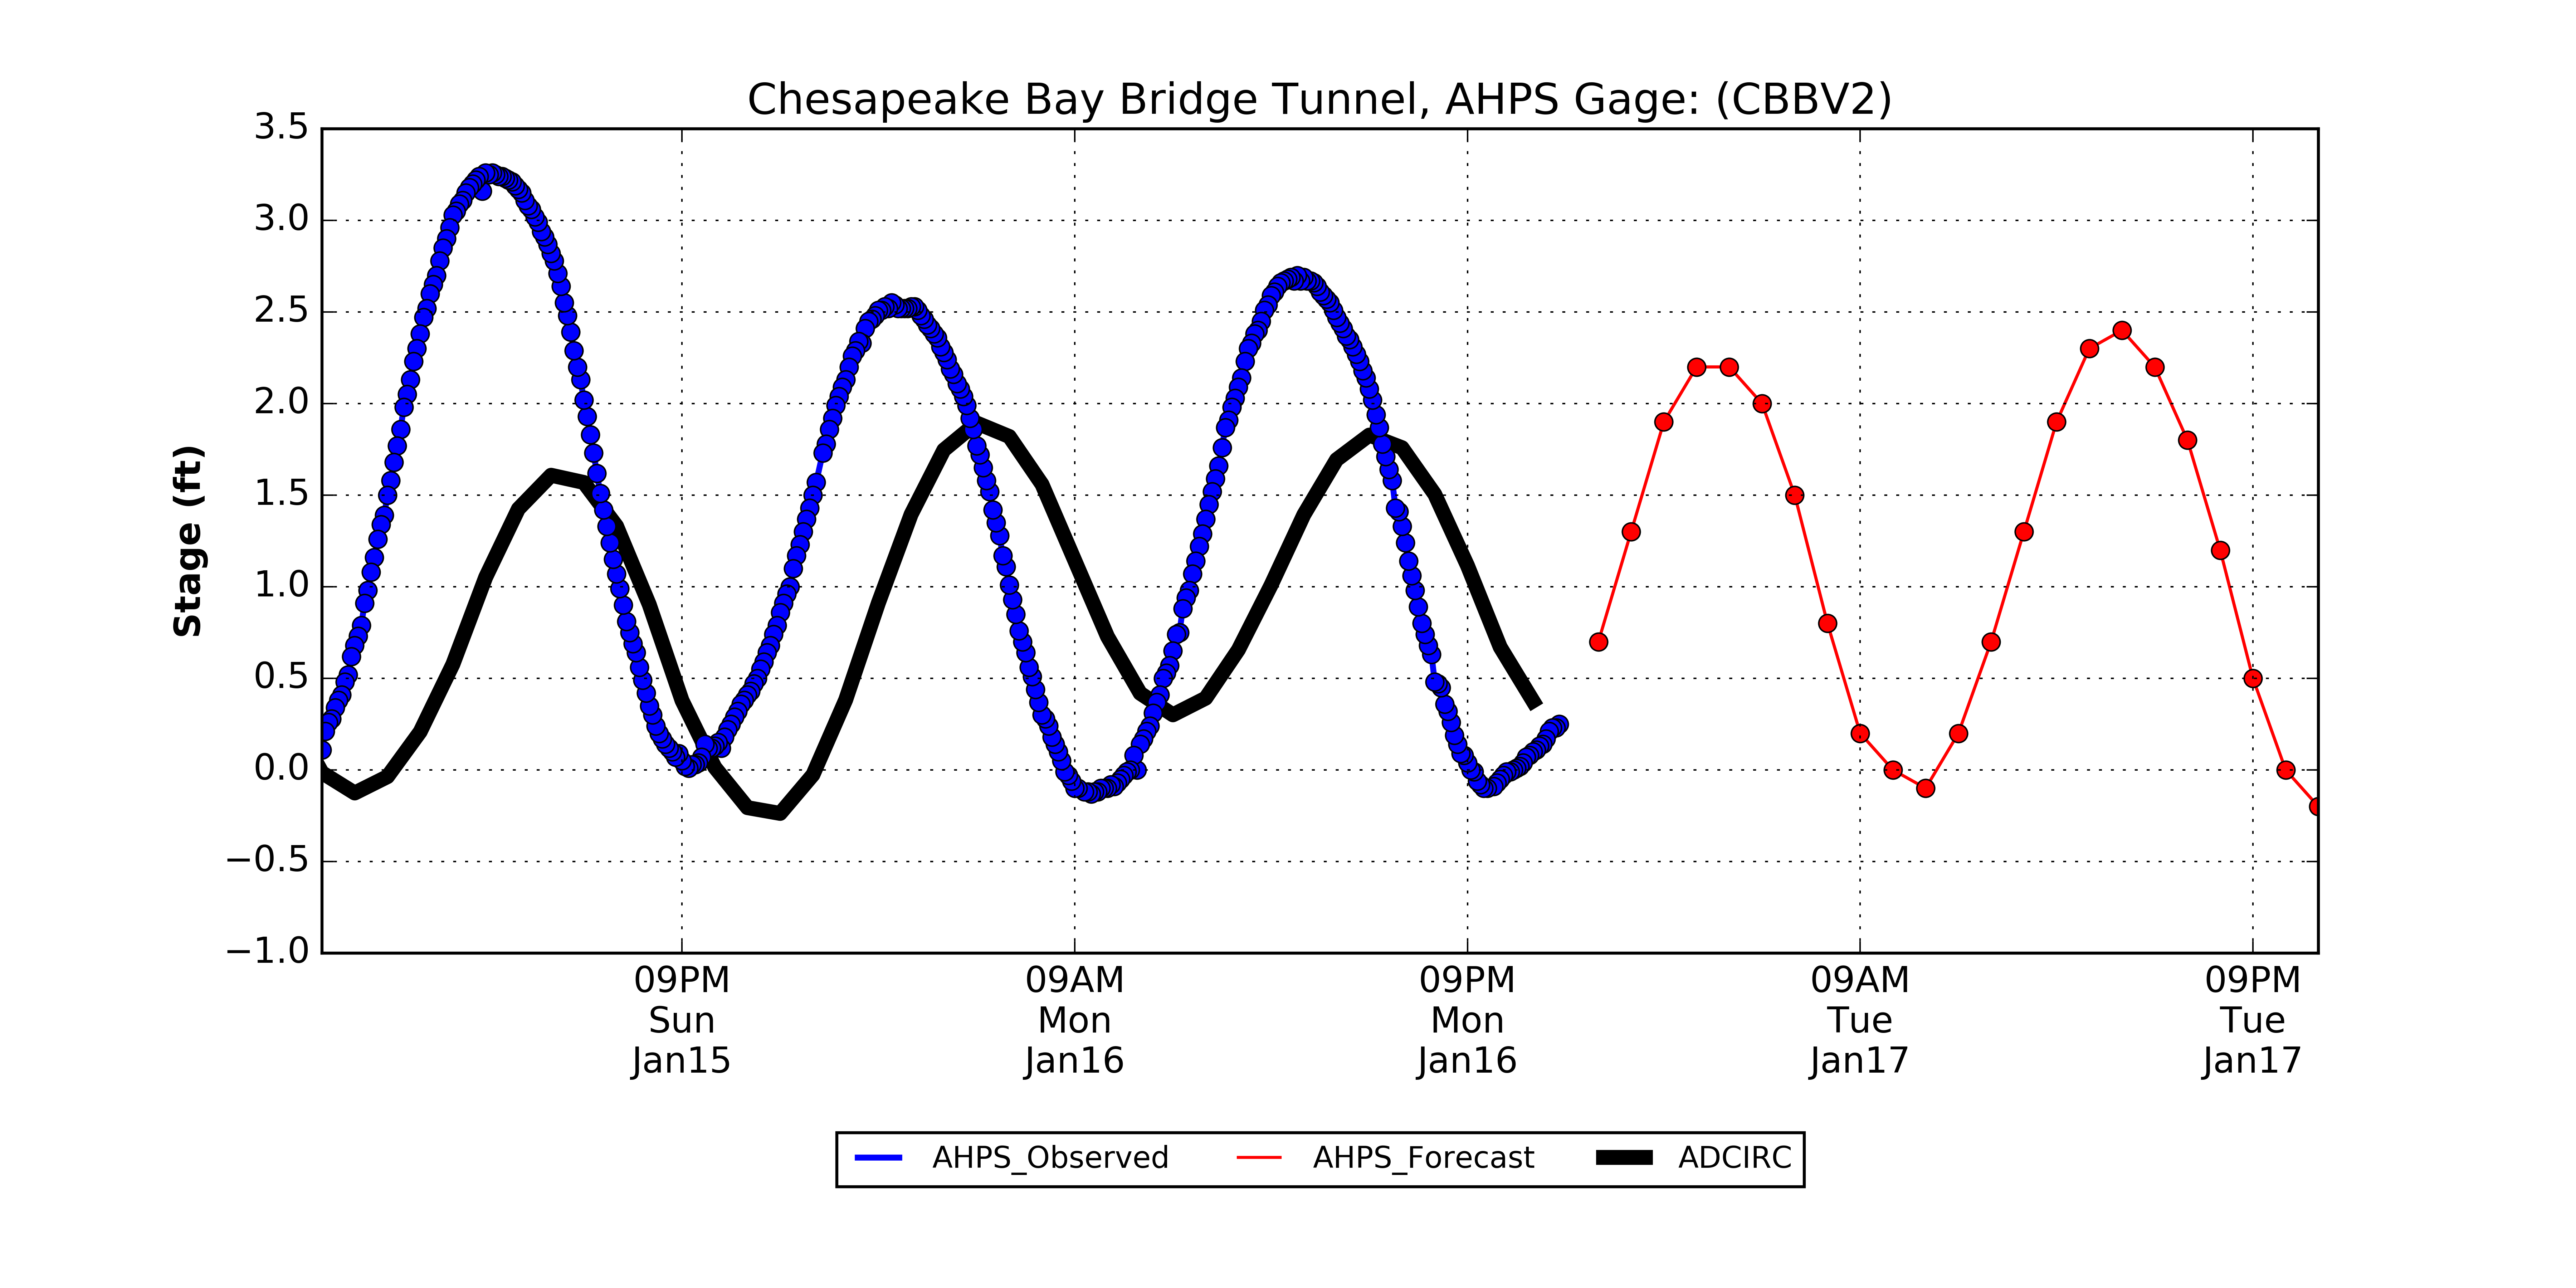 Chesapeake Bay Bridge Tunnel, AHPS Gage: (CBBV2)
3.5
3.0
2.5
2.0
1.5
1.0
0.5
0.0
−0.5
−1.0
Stage (ft)
09PM 09AM 09PM 09AM 09PM
Sun Mon Mon Tue Tue
Jan15 Jan16 Jan16 Jan17 Jan17
AHPS_Observed AHPS_Forecast ADCIRC